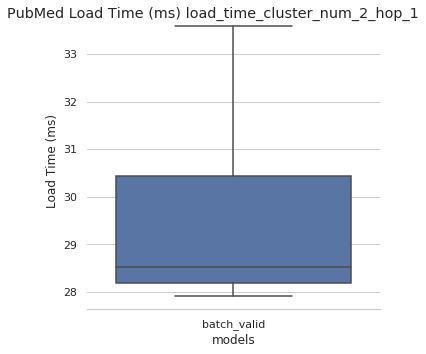 PubMed Load Time (ms) load_time_cluster_num_2_hop_1
33
32
31
30
29
28
Load Time (ms)
batch_valid
models